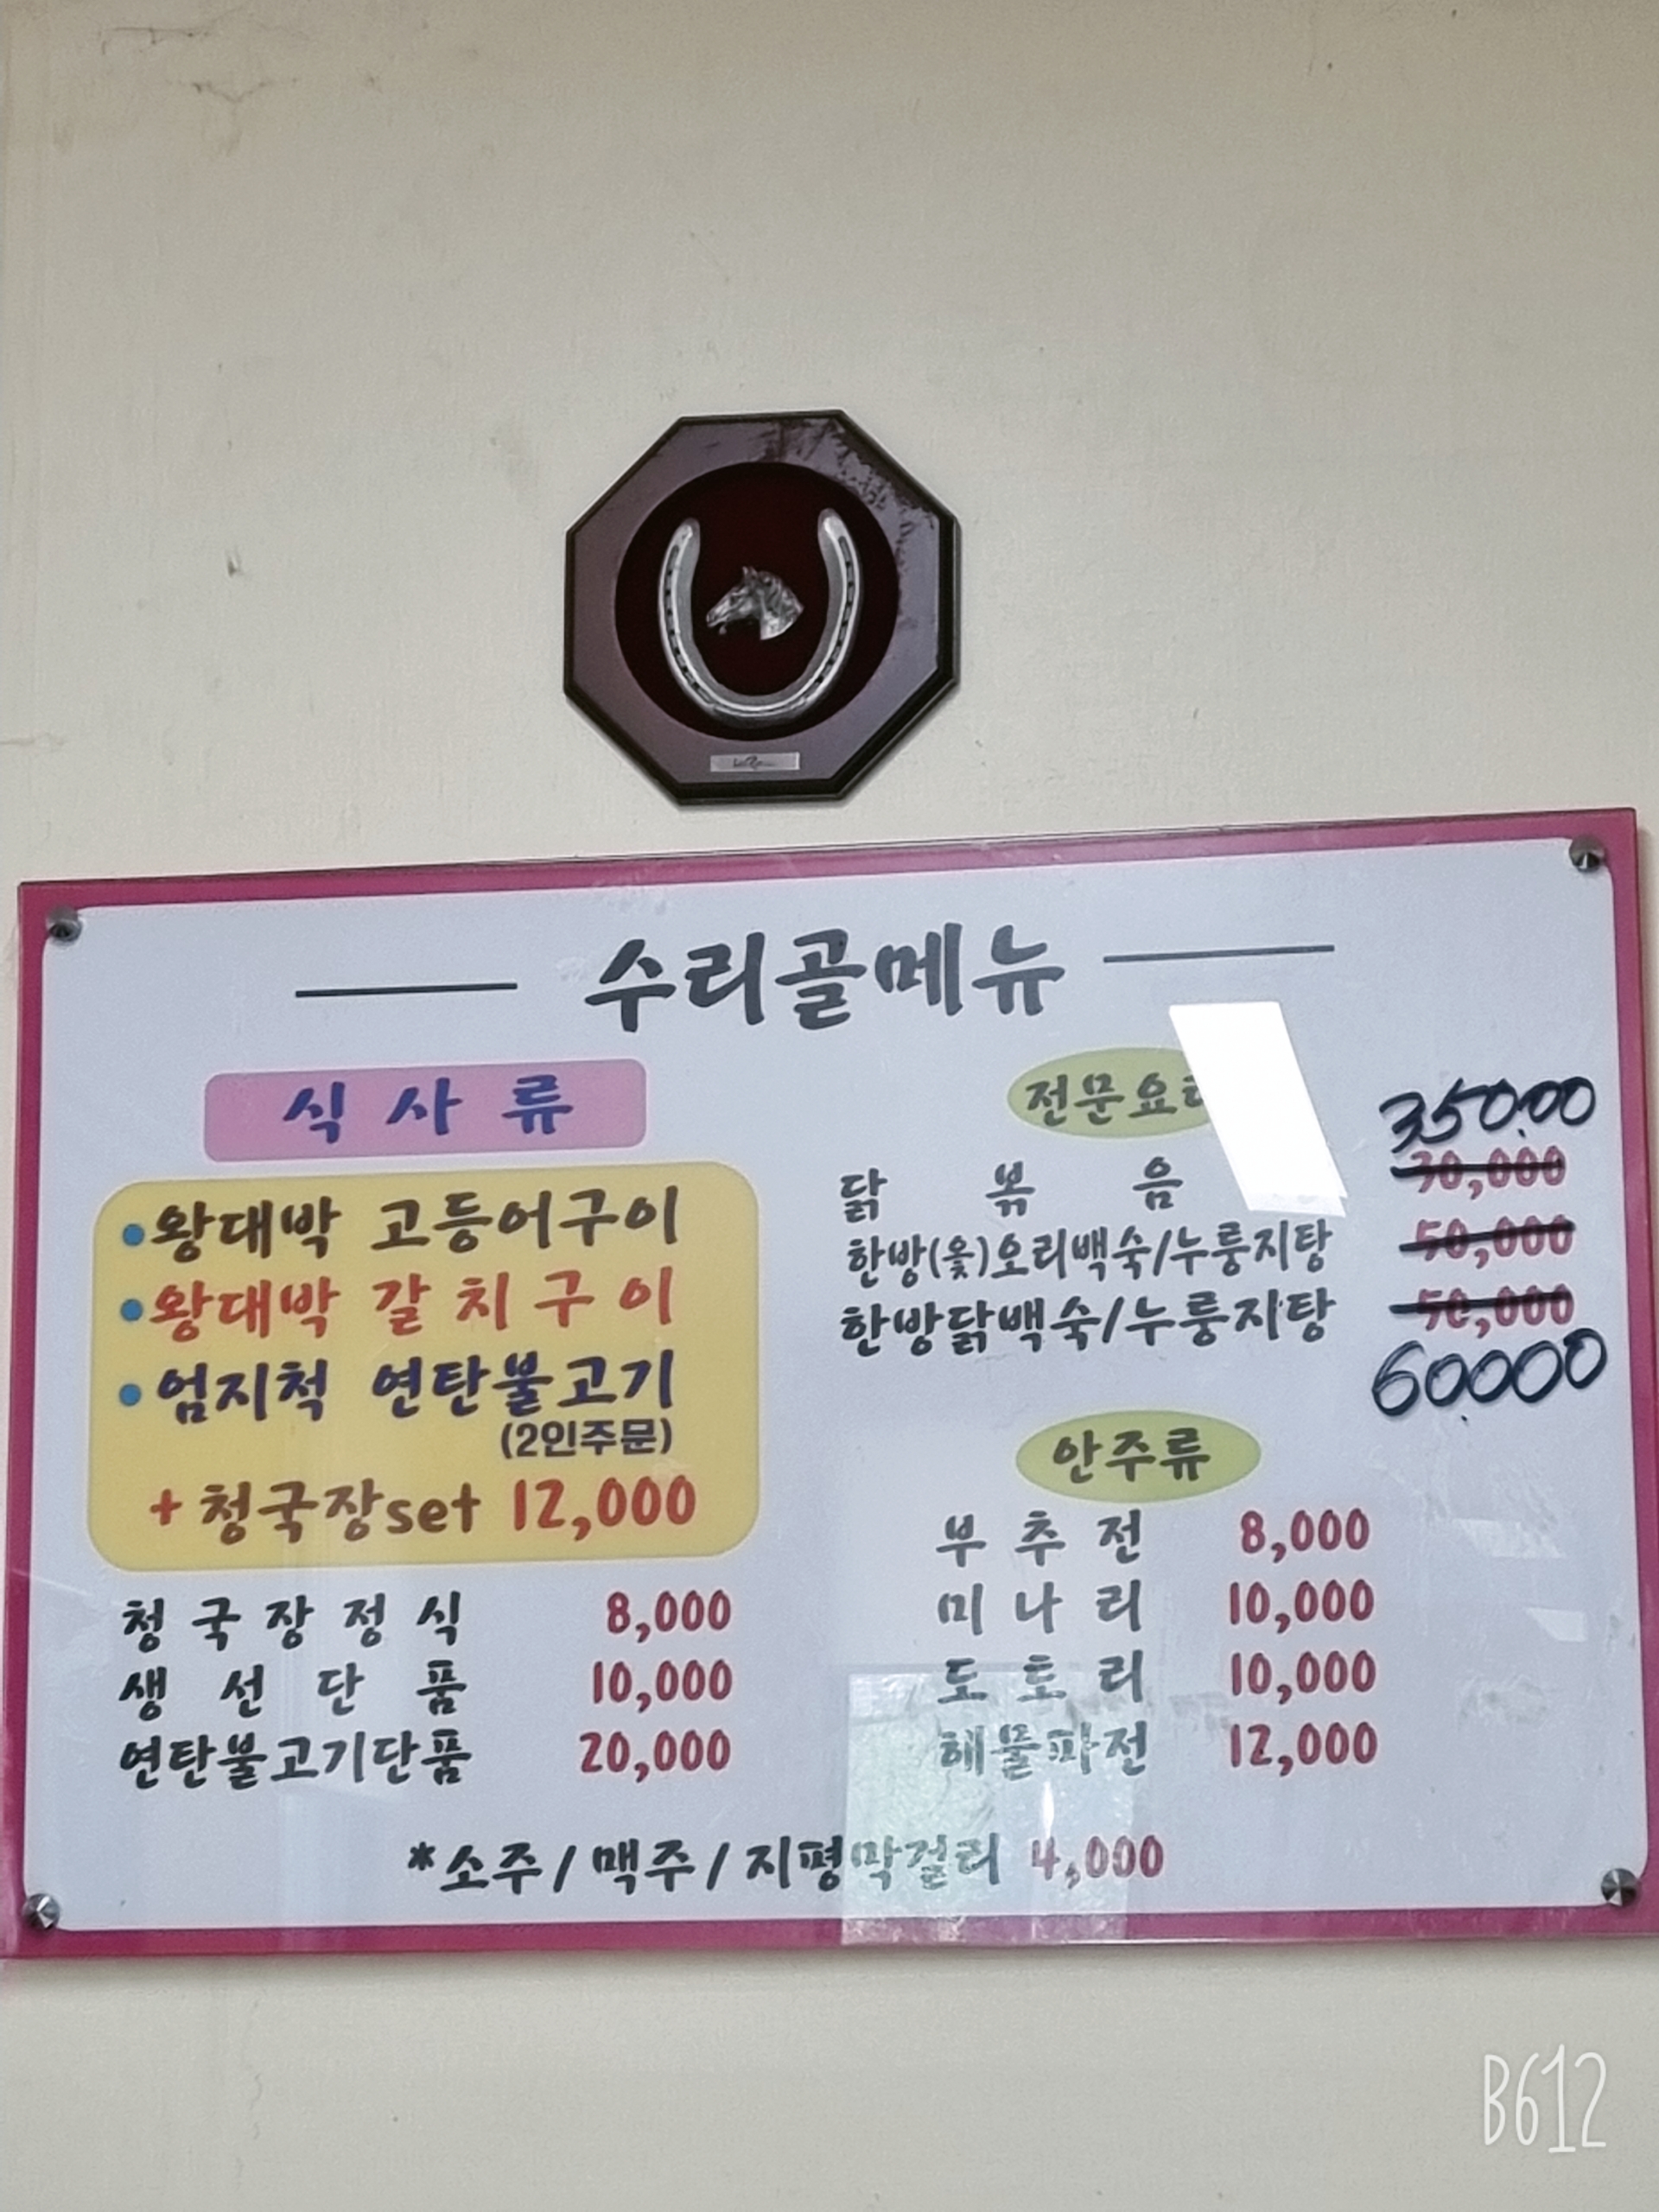 수리골메뉴
식 사 류
• 왕대박 고등어구이
• 왕대박 갈치구이
• 엄지척 연탄불고기
(2인주문)
+ 청국장set 12,000
청국장정식 8,000
생선단품 10,000
연탄불고기단품 20,000
전문요
350.00
닭볶음 30,000
한방(옻)오리백숙/누룽지탕 50,000
한방닭백숙/누룽지탕 50,000
60000
안주류
부추전 8,000
미나리 10,000
도토리 10,000
해물파전 12,000
*소주/맥주/지평막걸리 4,000
B612